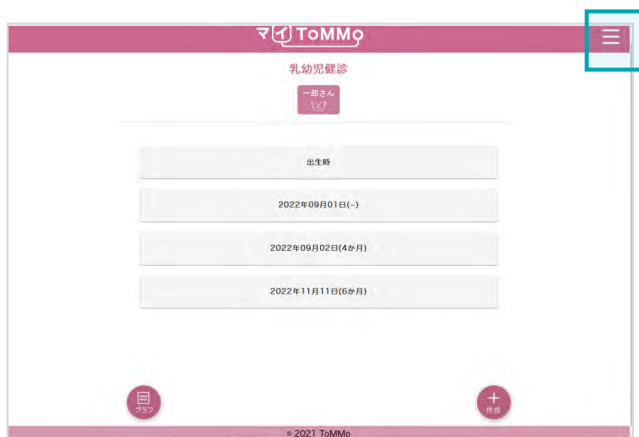 マイToMMo
乳幼児健診
一郎さん
出生時
2022年09月01日(-)
2022年09月02日(4か月)
2022年11月11日(6か月)
グラフ
作成
© 2021 ToMMo